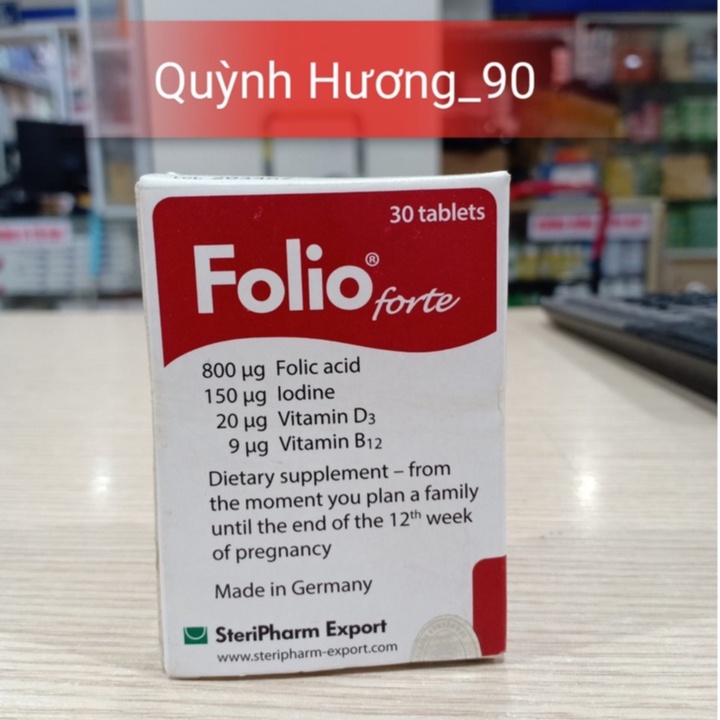 Quỳnh Hương_90
30 tablets
Folio® forte
800 µg Folic acid
150 µg Iodine
20 µg Vitamin D3
9 µg Vitamin B12
Dietary supplement – from
the moment you plan a family
until the end of the 12th week
of pregnancy
Made in Germany
SteriPharm Export
www.steripharm-export.com